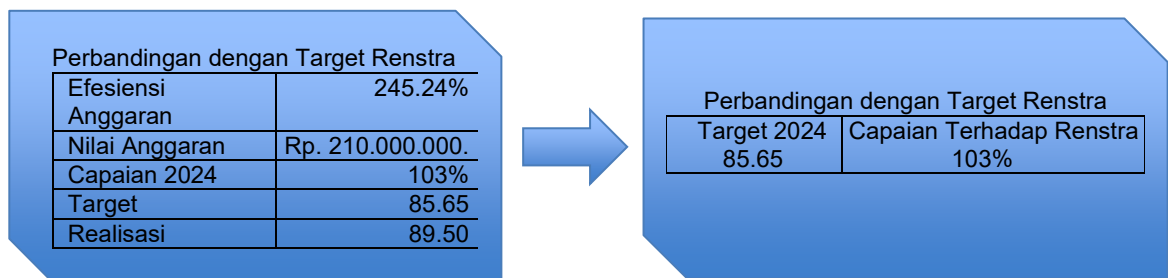 Perbandingan dengan Target Renstra
Efesiensi Anggaran 245.24%
Nilai Anggaran Rp. 210.000.000.
Capaian 2024 103%
Target 85.65
Realisasi 89.50
Perbandingan dengan Target Renstra
Target 2024 Capaian Terhadap Renstra
85.65 103%